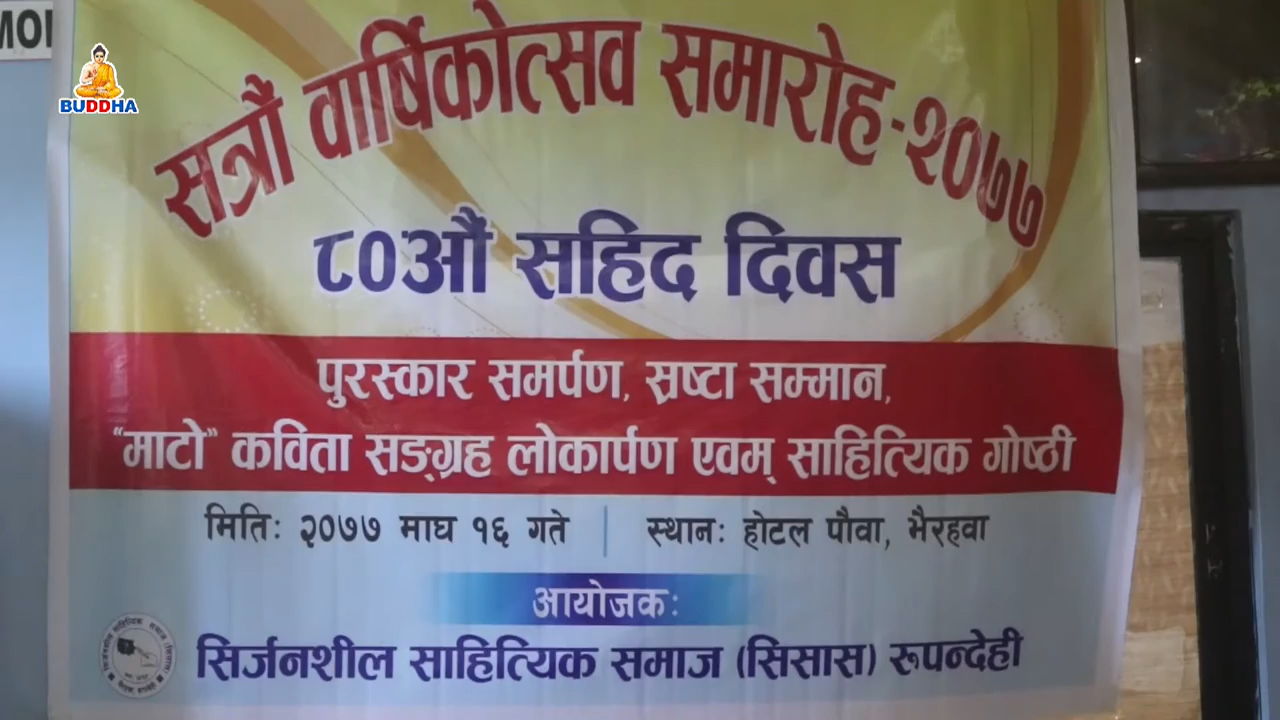 BUDDHA
सत्रौं वार्षिकोत्सव समारोह-२०७७
८०औं सहिद दिवस
पुरस्कार समर्पण, स्रष्टा सम्मान,
"माटो" कविता सङ्ग्रह लोकार्पण एवम् साहित्यिक गोष्ठी
मितिः २०७७ माघ १६ गते | स्थानः होटल पौवा, भैरहवा
आयोजकः
सिर्जनशील साहित्यिक समाज (सिसास) रुपन्देही